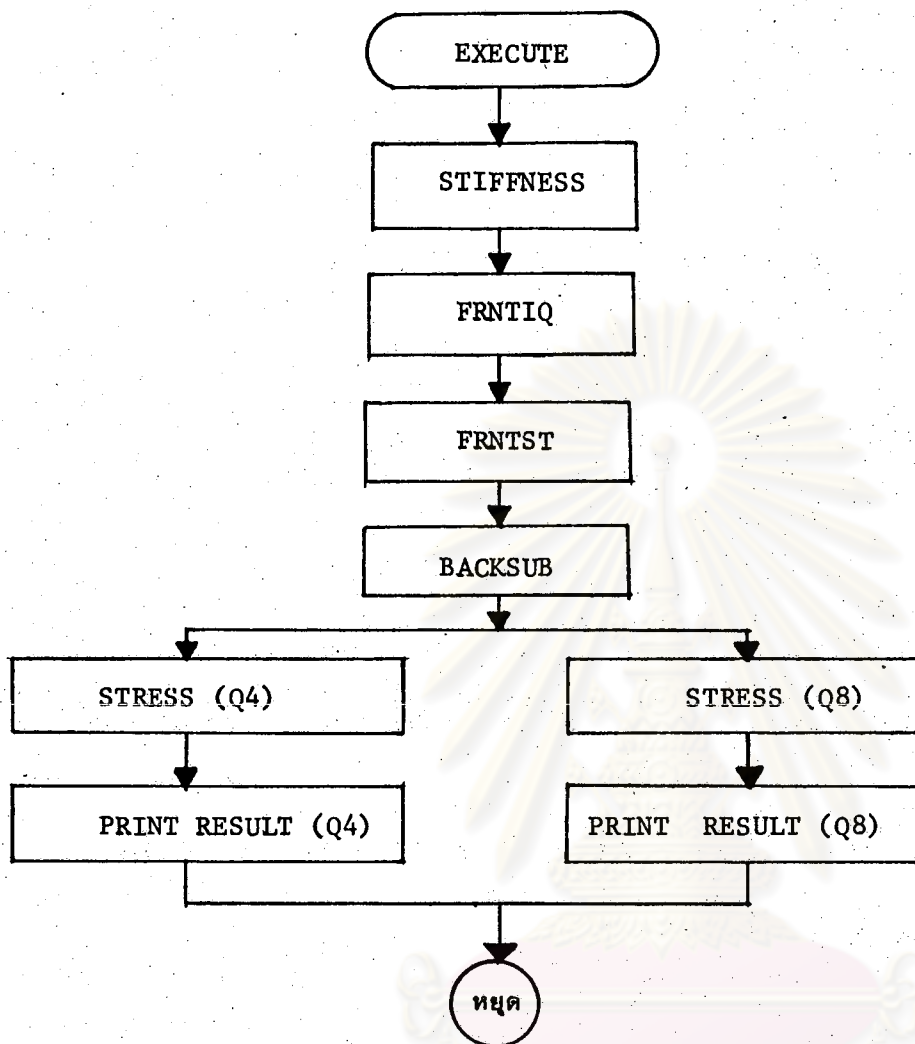 EXECUTE
STIFFNESS
FRNTIQ
FRNTST
BACKSUB
STRESS (Q4)
STRESS (Q8)
PRINT RESULT (Q4)
PRINT RESULT (Q8)
หยุด